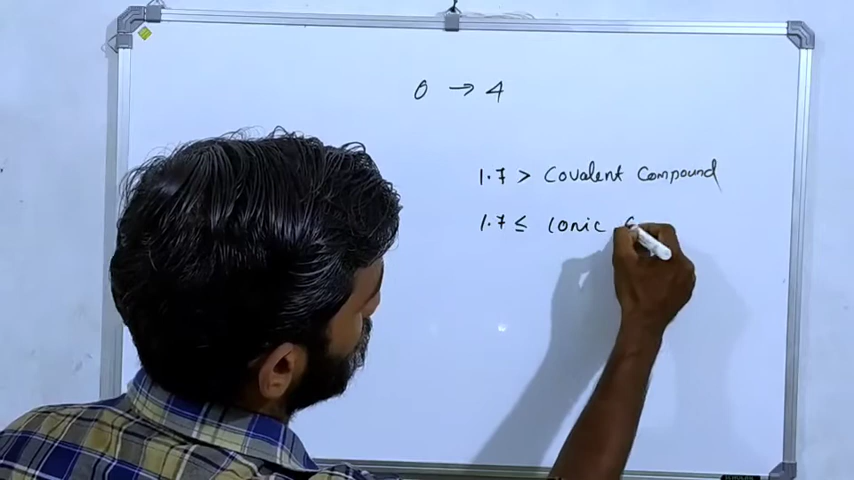 0 → 4
1.7 > Covalent Compound
1.7 ≤ Ionic C